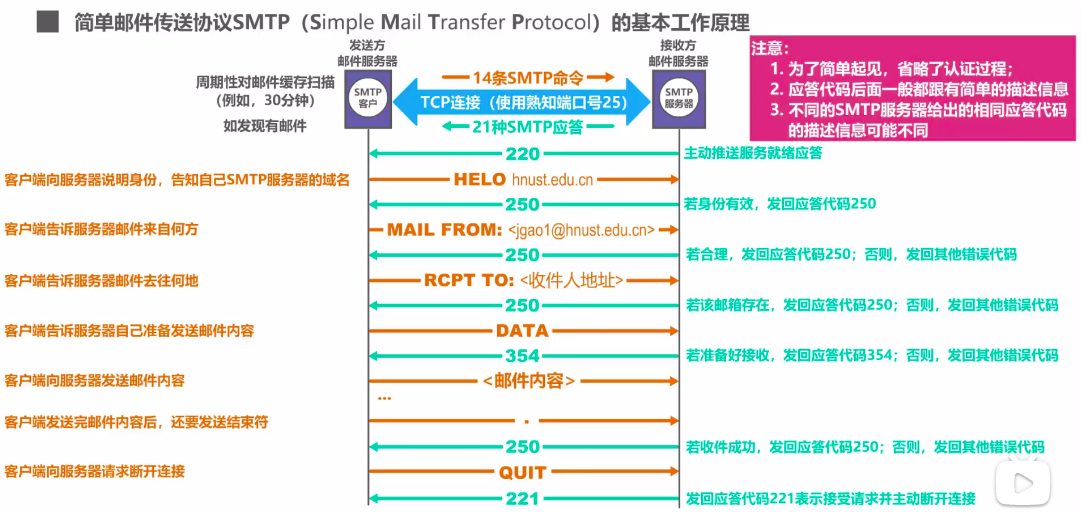 简单邮件传送协议SMTP（Simple Mail Transfer Protocol）的基本工作原理
发送方
邮件服务器
接收方
邮件服务器
周期性对邮件缓存扫描
（例如，30分钟）
如发现有邮件
SMTP
客户
14条SMTP命令
TCP连接（使用熟知端口号25）
21种SMTP应答
SMTP
服务器
注意：
1. 为了简单起见，省略了认证过程；
2. 应答代码后面一般都跟有简单的描述信息
3. 不同的SMTP服务器给出的相同应答代码
的描述信息可能不同
220
主动推送服务就绪应答
客户端向服务器说明身份，告知自己SMTP服务器的域名
HELO hnust.edu.cn
250
若身份有效，发回应答代码250
客户端告诉服务器邮件来自何方
MAIL FROM: <jgao1@hnust.edu.cn>
250
若合理，发回应答代码250；否则，发回其他错误代码
客户端告诉服务器邮件去往何地
RCPT TO: <收件人地址>
250
若该邮箱存在，发回应答代码250；否则，发回其他错误代码
客户端告诉服务器自己准备发送邮件内容
DATA
354
若准备好接收，发回应答代码354；否则，发回其他错误代码
客户端向服务器发送邮件内容
<邮件内容>
...
客户端发送完邮件内容后，还要发送结束符
.
250
若收件成功，发回应答代码250；否则，发回其他错误代码
客户端向服务器请求断开连接
QUIT
221
发回应答代码221表示接受请求并主动断开连接